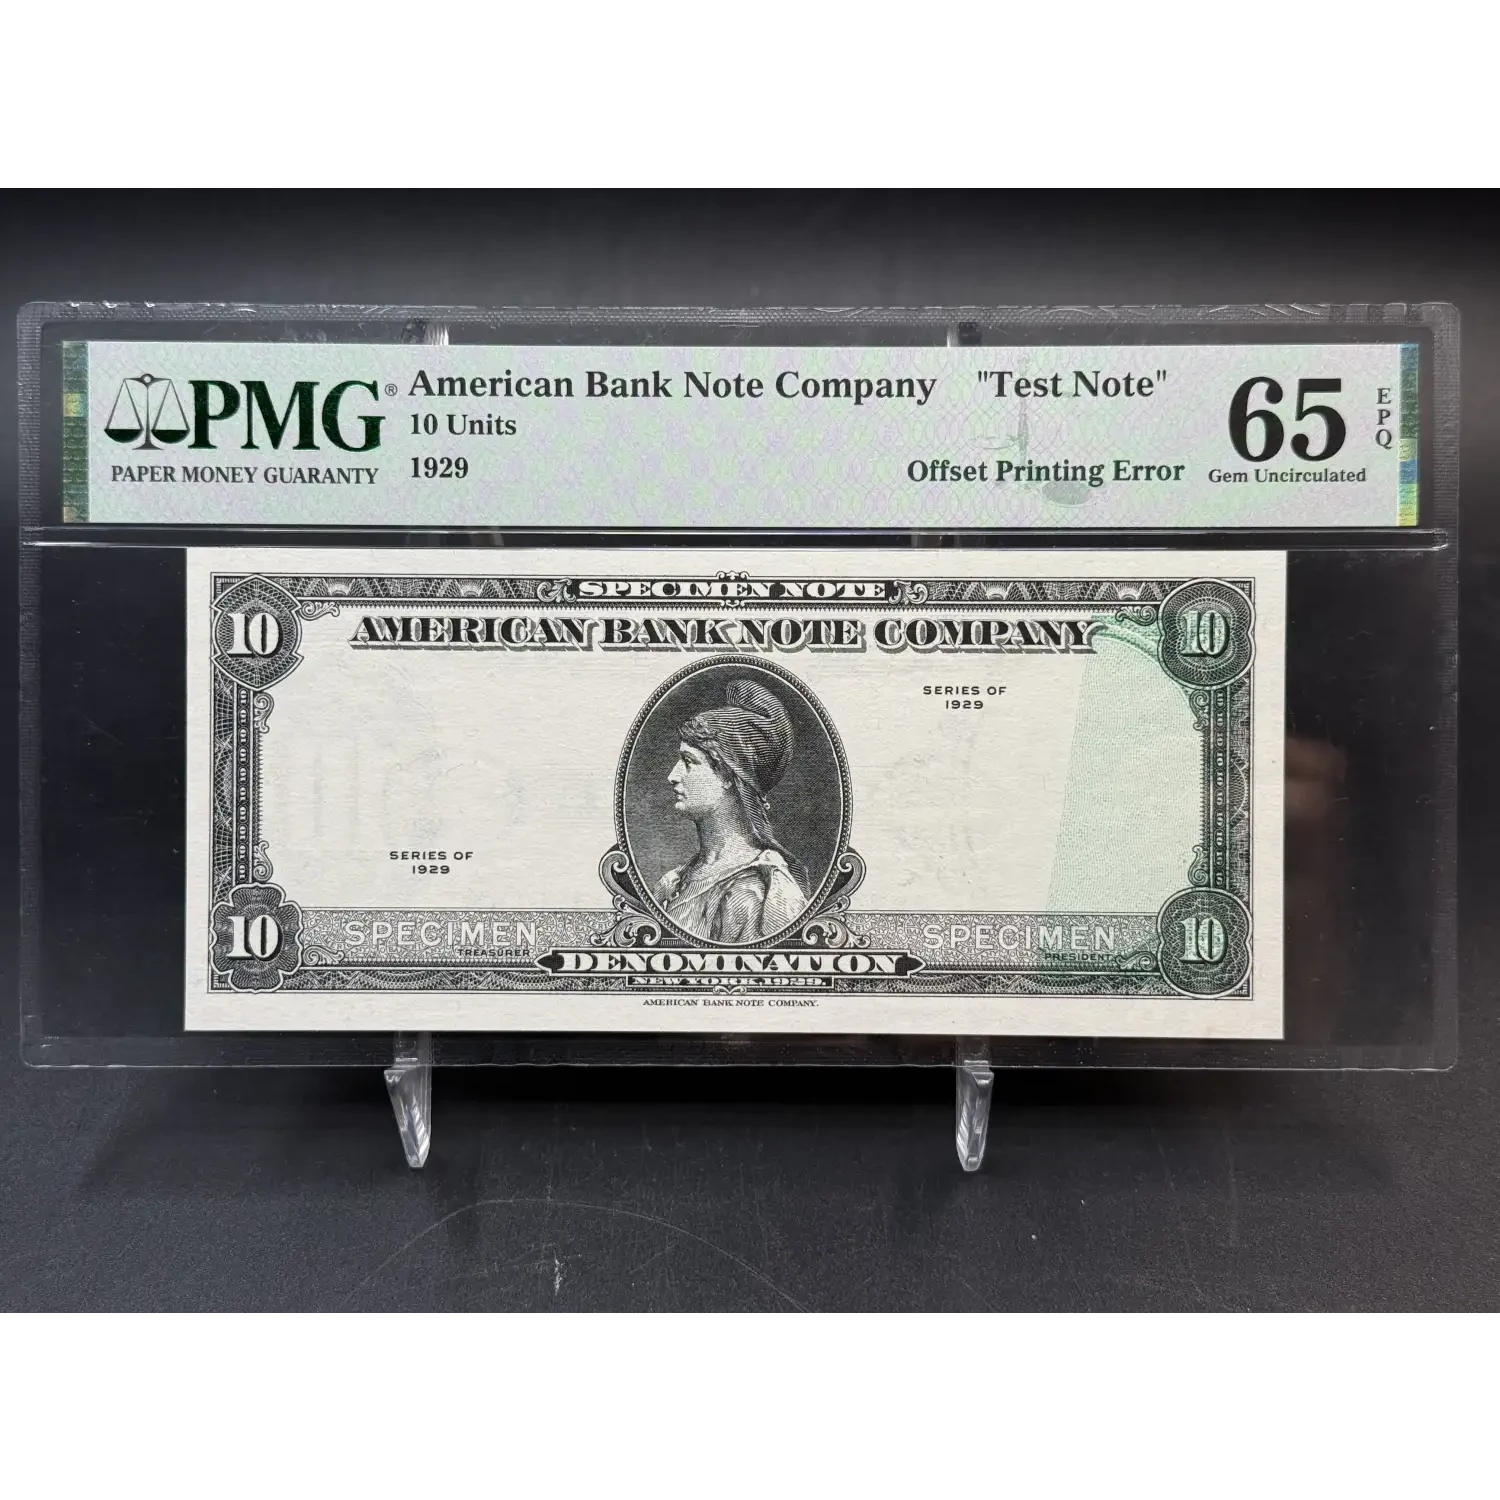 PMG®
PAPER MONEY GUARANTY
American Bank Note Company "Test Note"
10 Units
1929
Offset Printing Error
65
EPQ
Gem Uncirculated
SPECIMEN NOTE
10
10
AMERICAN BANK NOTE COMPANY
SERIES OF
1929
SERIES OF
1929
10
10
SPECIMEN
SPECIMEN
TREASURER
PRESIDENT
DENOMINATION
NEW YORK, 1929.
AMERICAN BANK NOTE COMPANY.